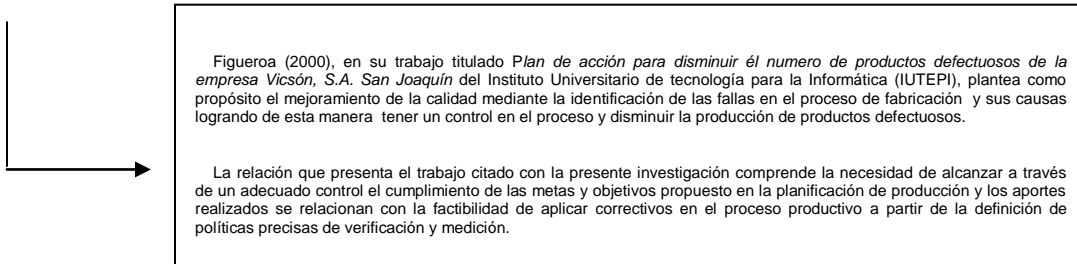 Figueroa (2000), en su trabajo titulado Plan de acción para disminuir él numero de productos defectuosos de la
empresa Vicsón, S.A. San Joaquín del Instituto Universitario de tecnología para la Informática (IUTEPI), plantea como
propósito el mejoramiento de la calidad mediante la identificación de las fallas en el proceso de fabricación y sus causas
logrando de esta manera tener un control en el proceso y disminuir la producción de productos defectuosos.
La relación que presenta el trabajo citado con la presente investigación comprende la necesidad de alcanzar a través
de un adecuado control el cumplimiento de las metas y objetivos propuesto en la planificación de producción y los aportes
realizados se relacionan con la factibilidad de aplicar correctivos en el proceso productivo a partir de la definición de
políticas precisas de verificación y medición.